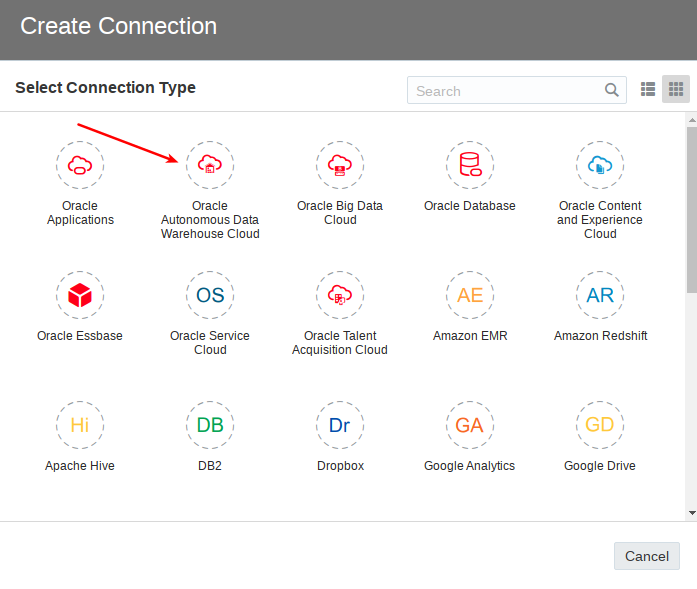 Create Connection
Select Connection Type
Search
Oracle
Applications
Oracle
Autonomous Data
Warehouse Cloud
Oracle Big Data
Cloud
Oracle Database
Oracle Content
and Experience
Cloud
OS
AE
AR
Oracle Essbase
Oracle Service
Cloud
Oracle Talent
Acquisition Cloud
Amazon EMR
Amazon Redshift
Hi
DB
Dr
GA
GD
Apache Hive
DB2
Dropbox
Google Analytics
Google Drive
Cancel